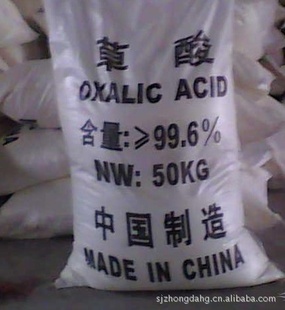 草 酸
OXALIC ACID
含量:≥99.6%
NW: 50KG
中国制造
MADE IN CHINA
sjzhongdahg.cn.alibaba.com